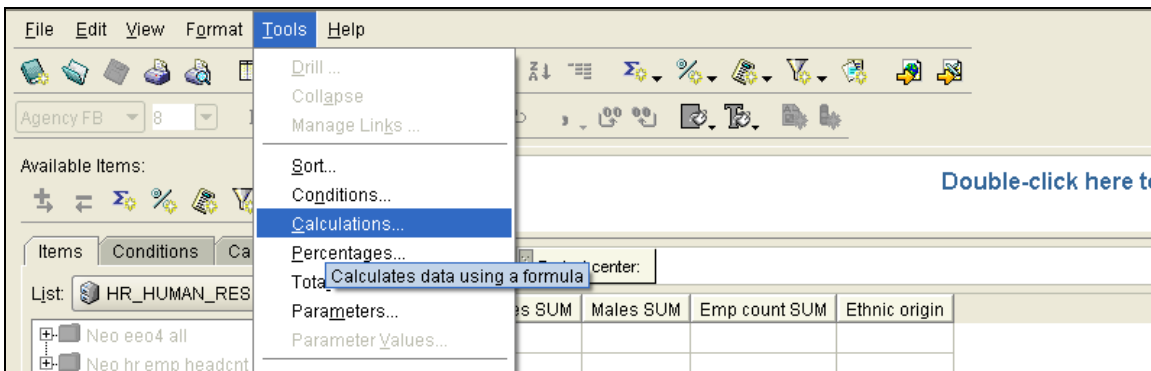 File Edit View Format Tools Help
Drill ...
Collapse
Agency FB 8
Manage Links ...
Available Items:
Sort...
Double-click here to
Conditions...
Calculations...
Items Conditions Ca
Percentages...
center:
Calculates data using a formula
Tota
List: HR_HUMAN_RES
Parameters...
es SUM Males SUM Emp count SUM Ethnic origin
Neo eeo4 all
Parameter Values...
Neo hr emp headcnt